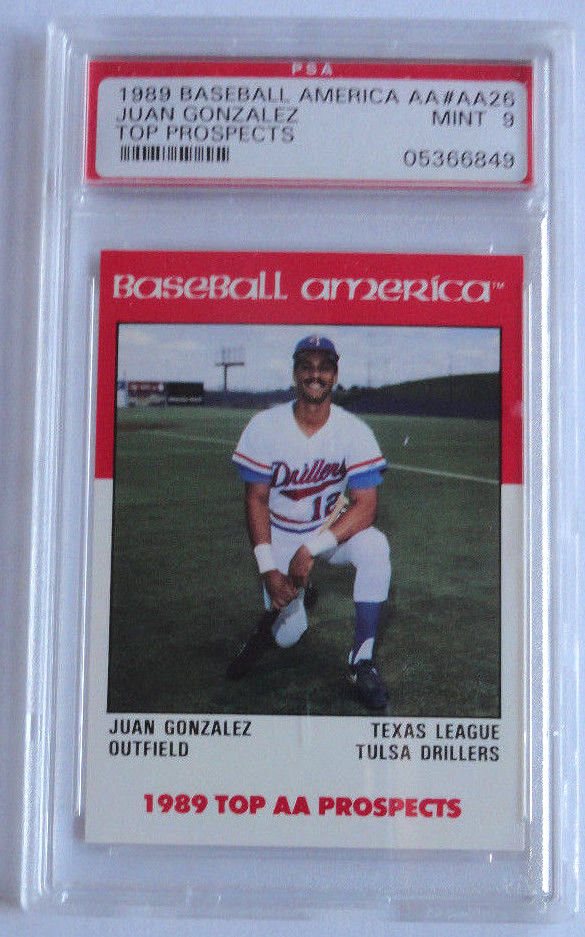 PSA
1989 BASEBALL AMERICA AA#AA26
JUAN GONZALEZ MINT 9
TOP PROSPECTS
05366849
Baseball america™
Drillers
12
JUAN GONZALEZ TEXAS LEAGUE
OUTFIELD TULSA DRILLERS
1989 TOP AA PROSPECTS